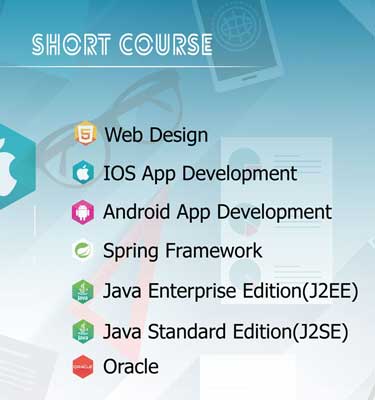 SHORT COURSE
Web Design
IOS App Development
Android App Development
Spring Framework
Java Enterprise Edition(J2EE)
Java Standard Edition(J2SE)
Oracle